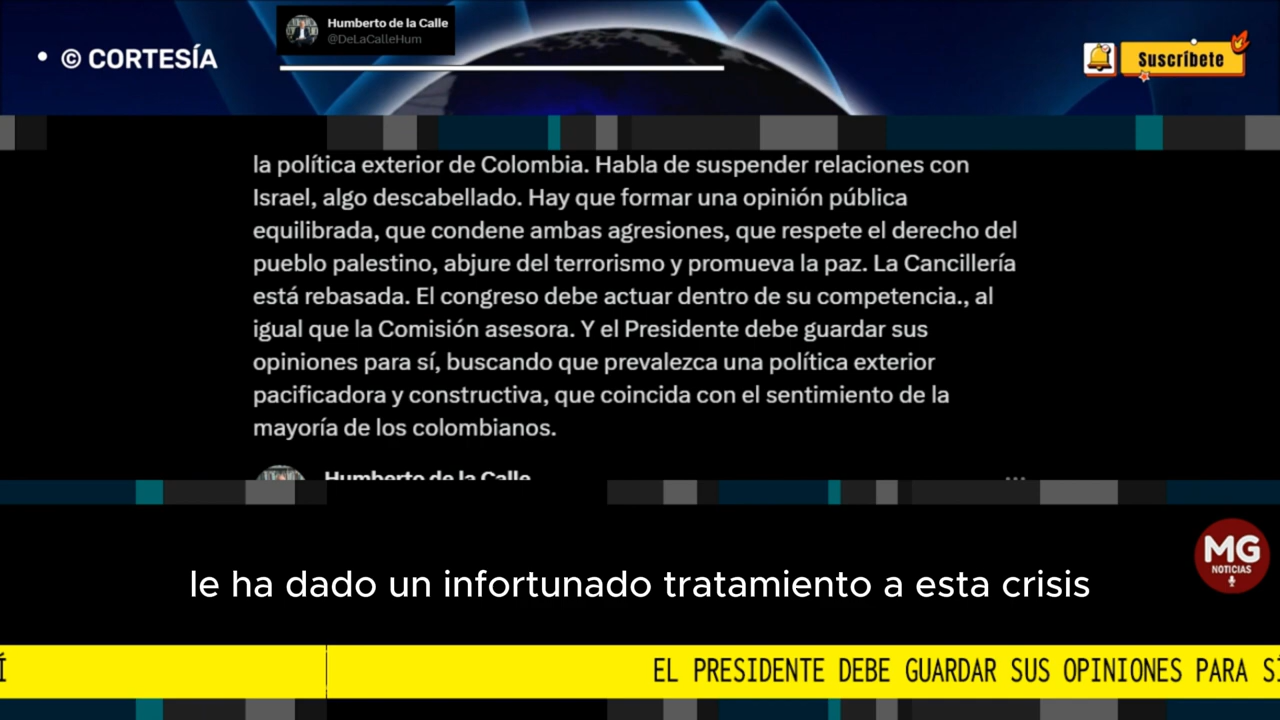 Humberto de la Calle
@DeLaCalleHum
• © CORTESÍA
Suscríbete
la política exterior de Colombia. Habla de suspender relaciones con
Israel, algo descabellado. Hay que formar una opinión pública
equilibrada, que condene ambas agresiones, que respete el derecho del
pueblo palestino, abjure del terrorismo y promueva la paz. La Cancillería
está rebasada. El congreso debe actuar dentro de su competencia., al
igual que la Comisión asesora. Y el Presidente debe guardar sus
opiniones para sí, buscando que prevalezca una política exterior
pacificadora y constructiva, que coincida con el sentimiento de la
mayoría de los colombianos.
Humberto de la Calle
MG
NOTICIAS
le ha dado un infortunado tratamiento a esta crisis
Í
EL PRESIDENTE DEBE GUARDAR SUS OPINIONES PARA SÍ